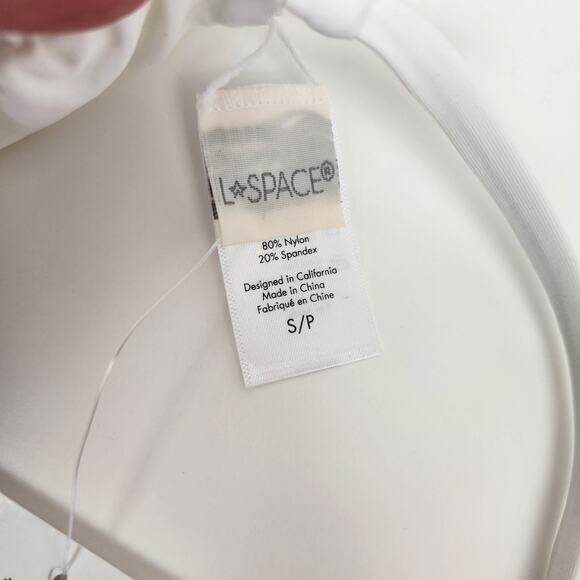 L☆SPACE®
80% Nylon
20% Spandex
Designed in California
Made in China
Fabriqué en Chine
S/P